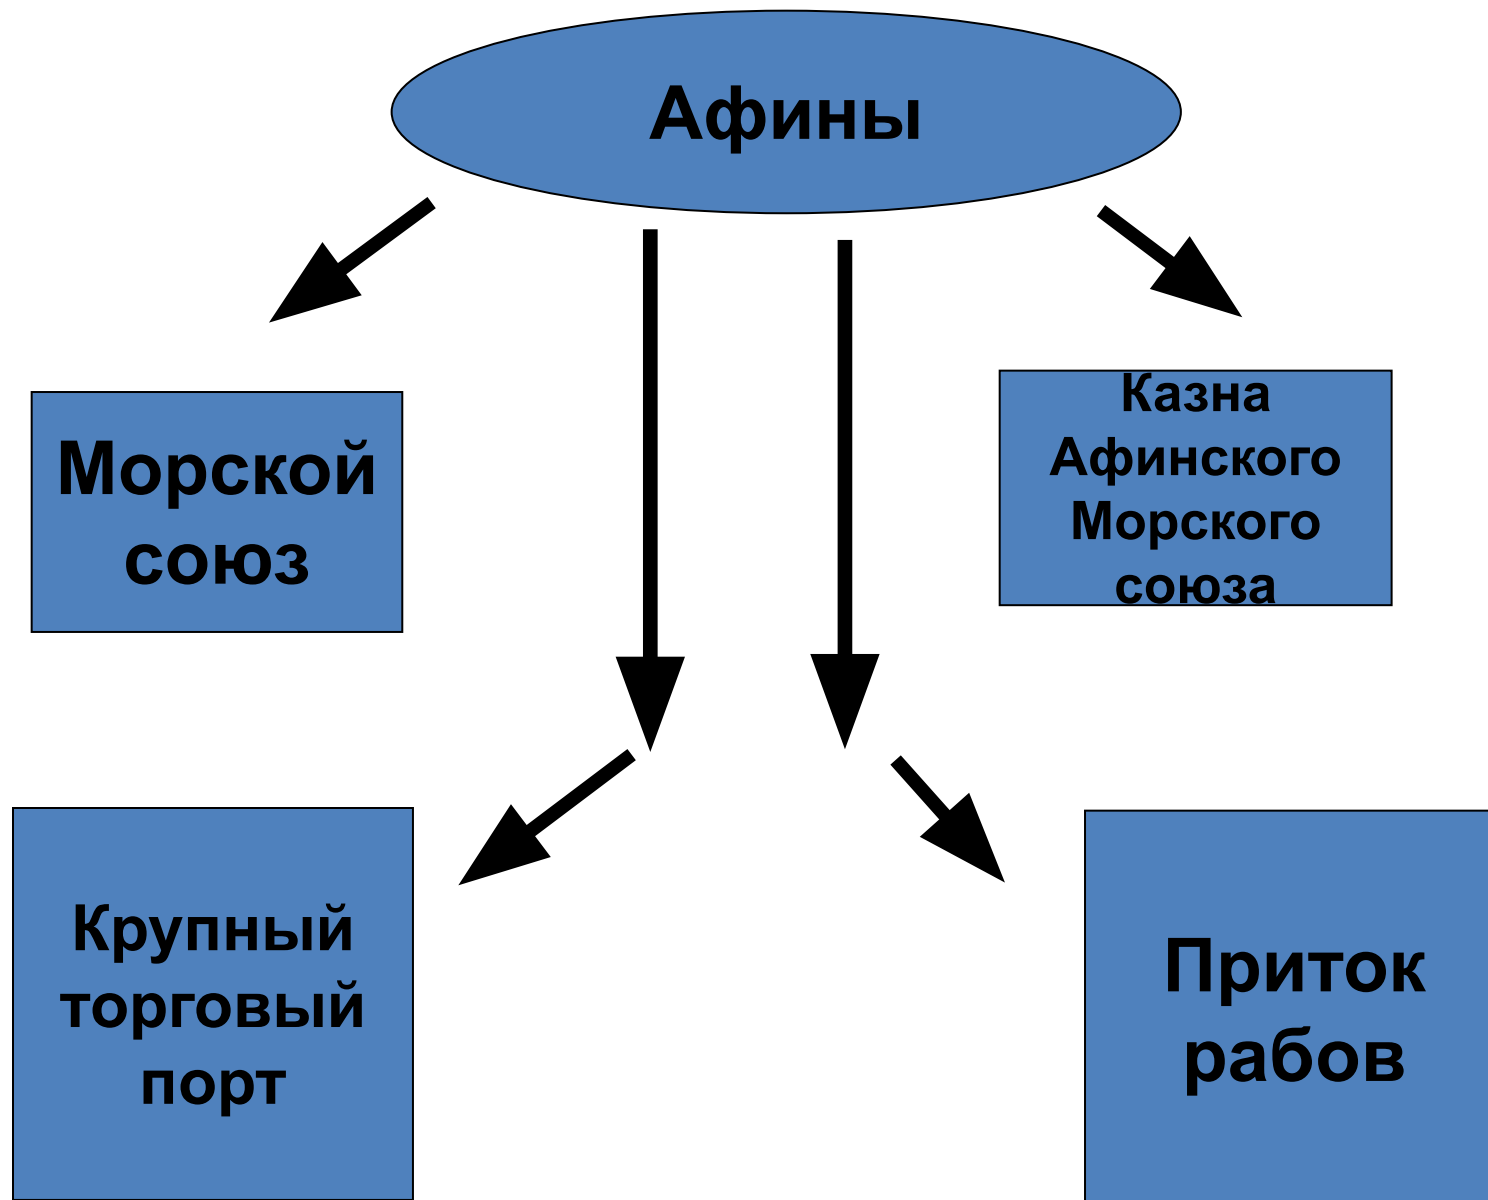 Афины
Морской
союз
Казна
Афинского
Морского
союза
Крупный
торговый
порт
Приток
рабов